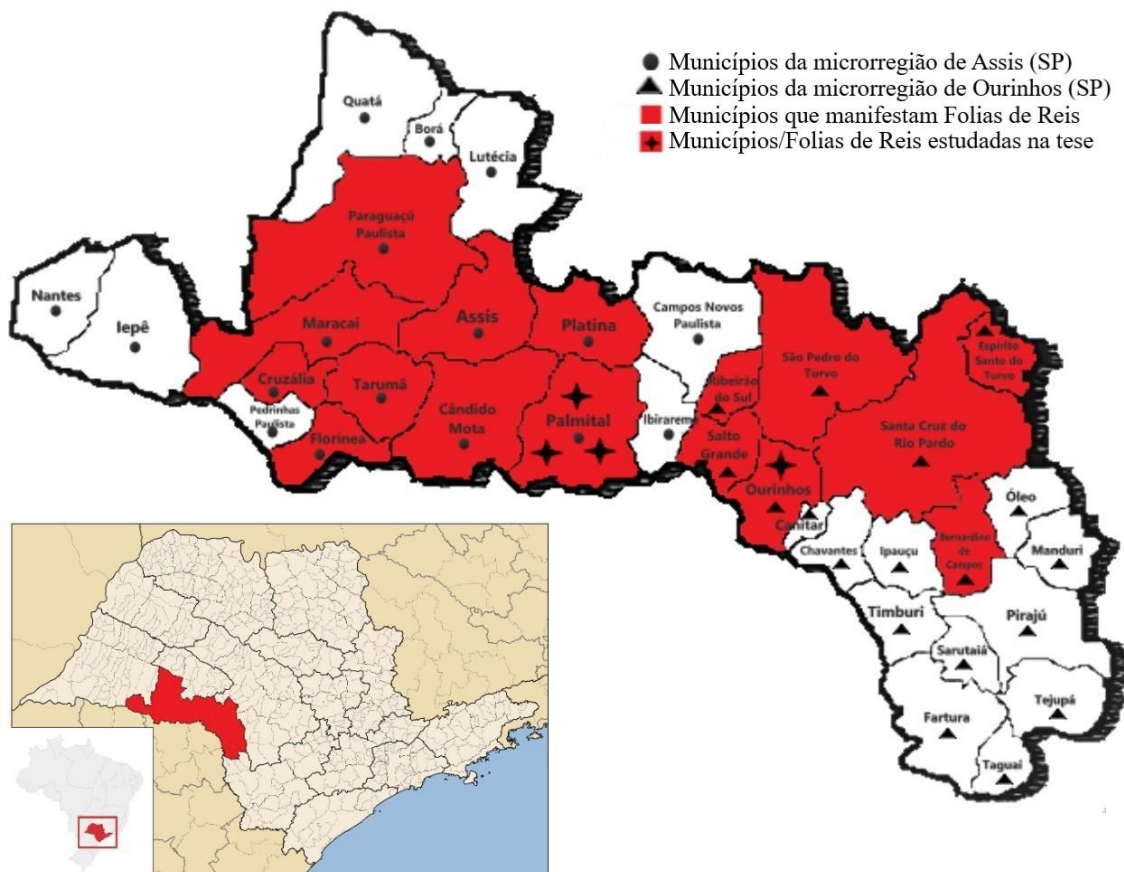 Municípios da microrregião de Assis (SP)
Municípios da microrregião de Ourinhos (SP)
Municípios que manifestam Folias de Reis
Municípios/Folias de Reis estudadas na tese
Quatá
Borá
Lutécia
Paraguaçú
Paulista
Nantes
Iepê
Maracaí
Assis
Platina
Campos Novos
Paulista
São Pedro do
Turvo
Espírito
Santo do
Turvo
Cruzália
Tarumã
Pedrinhas
Paulista
Florínea
Cândido
Mota
Palmital
Ibirarema
Ribeirão
do Sul
Salto
Grande
Ourinhos
Santa Cruz do
Rio Pardo
Canitar
Chavantes
Ipauçu
Bernardino
de
Campos
Óleo
Manduri
Timburi
Pirajú
Sarutaiá
Fartura
Tejupá
Taguaí